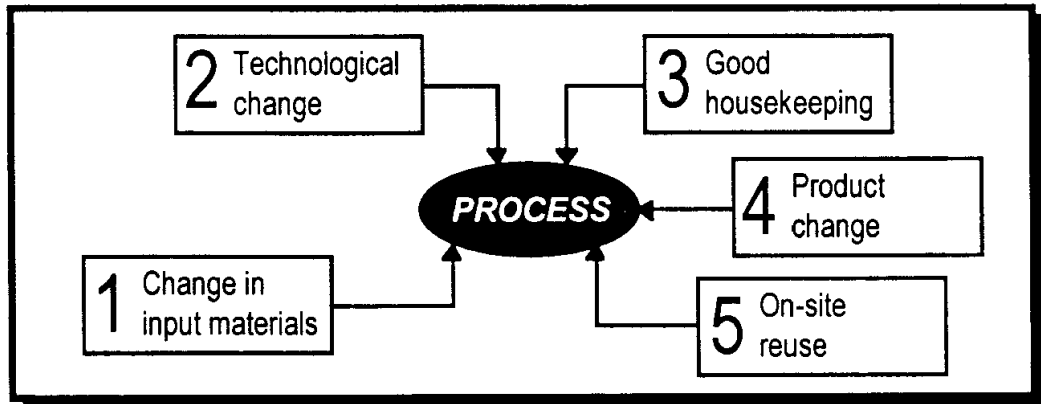 2 Technological
change
3 Good
housekeeping
PROCESS
4 Product
change
1 Change in
input materials
5 On-site
reuse